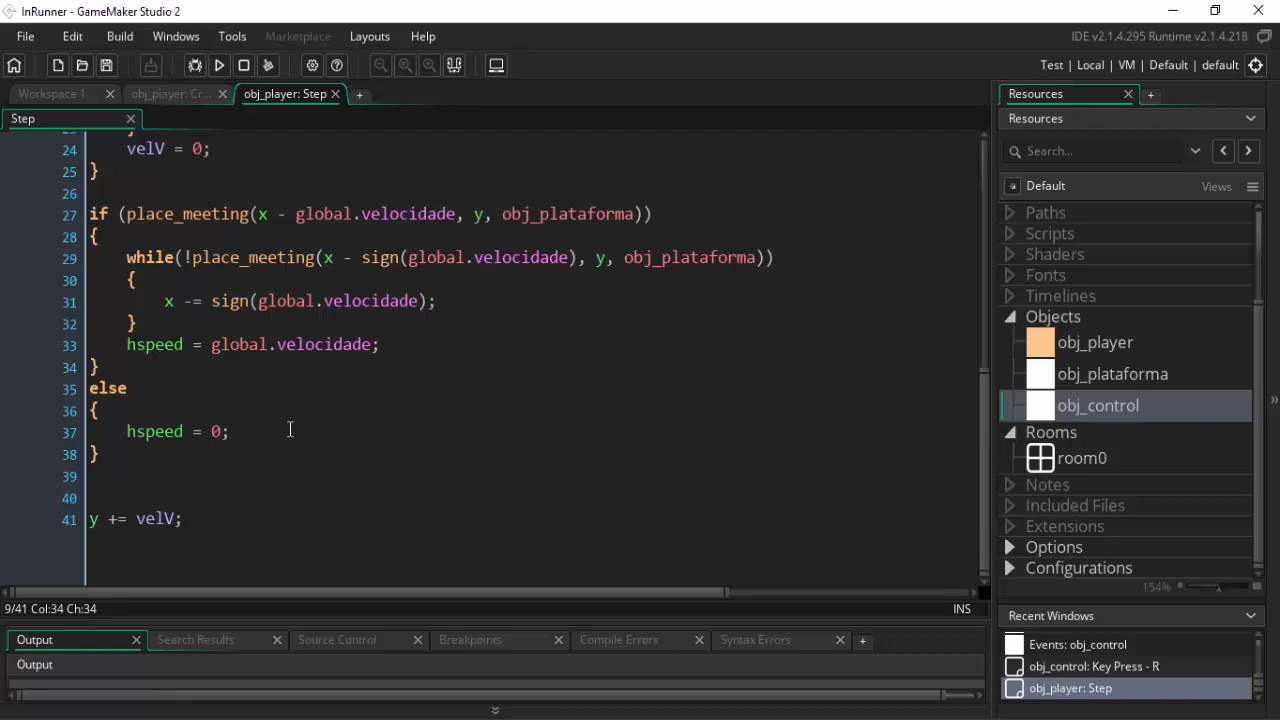 InRunner - GameMaker Studio 2
File Edit Build Windows Tools Marketplace Layouts Help
IDE v2.1.4.295 Runtime v2.1.4.218
Test | Local | VM | Default | default
Workspace 1 obj_player: Cr... obj_player: Step
Step
24 velV = 0;
25 }
26
27 if (place_meeting(x - global.velocidade, y, obj_plataforma))
28 {
29 while(!place_meeting(x - sign(global.velocidade), y, obj_plataforma))
30 {
31 x -= sign(global.velocidade);
32 }
33 hspeed = global.velocidade;
34 }
35 else
36 {
37 hspeed = 0;
38 }
39
40
41 y += velV;
9/41 Col:34 Ch:34
INS
Output Search Results Source Control Breakpoints Compile Errors Syntax Errors
Output
Resources
Resources
Search...
Default
Views
Paths
Scripts
Shaders
Fonts
Timelines
Objects
obj_player
obj_plataforma
obj_control
Rooms
room0
Notes
Included Files
Extensions
Options
Configurations
154%
Recent Windows
Events: obj_control
obj_control: Key Press - R
obj_player: Step